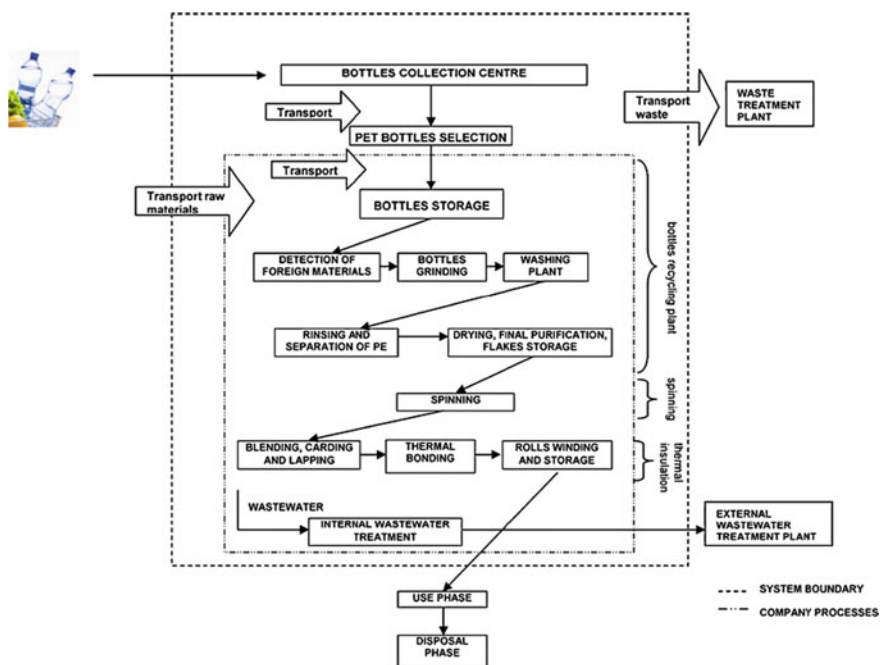 BOTTLES COLLECTION CENTRE
Transport
waste
WASTE
TREATMENT
PLANT
Transport
PET BOTTLES SELECTION
Transport
Transport raw
materials
BOTTLES STORAGE
DETECTION OF
FOREIGN MATERIALS
BOTTLES
GRINDING
WASHING
PLANT
bottles recycling plant
RINSING AND
SEPARATION OF PE
DRYING, FINAL PURIFICATION,
FLAKES STORAGE
SPINNING
spinning
BLENDING, CARDING
AND LAPPING
THERMAL
BONDING
ROLLS WINDING
AND STORAGE
thermal
insulation
WASTEWATER
INTERNAL WASTEWATER
TREATMENT
EXTERNAL
WASTEWATER
TREATMENT PLANT
USE PHASE
DISPOSAL
PHASE
SYSTEM BOUNDARY
COMPANY PROCESSES